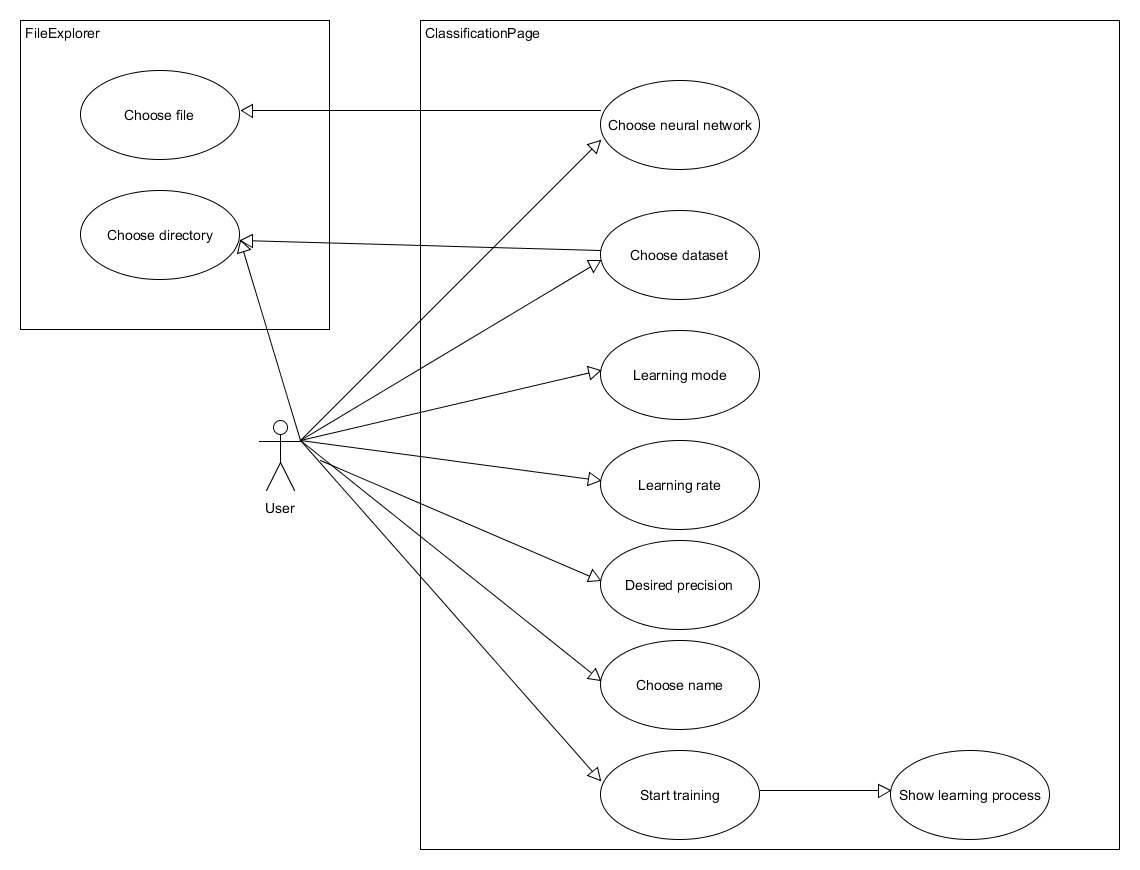 FileExplorer
ClassificationPage
Choose file
Choose neural network
Choose directory
Choose dataset
Learning mode
Learning rate
User
Desired precision
Choose name
Start training
Show learning process